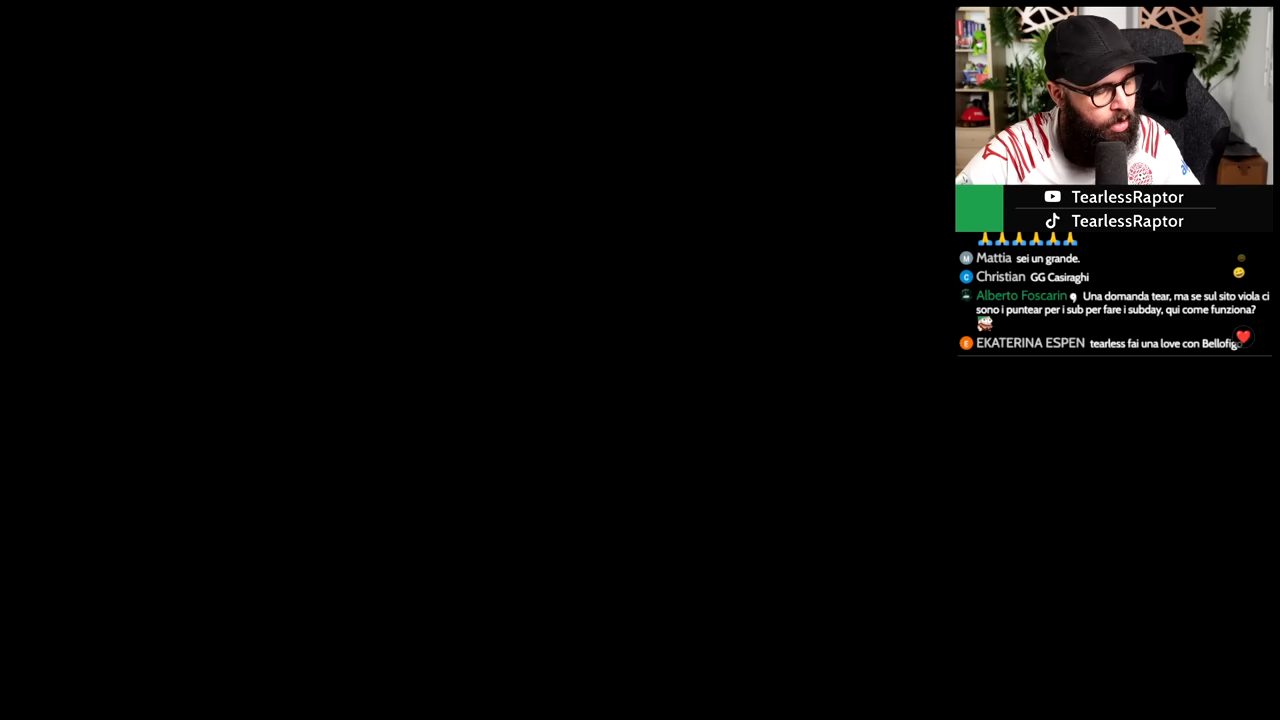 TearlessRaptor
TearlessRaptor
🙏🙏🙏🙏🙏🙏
M Mattia sei un grande.
C Christian GG Casiraghi
Alberto Foscarin Una domanda tear, ma se sul sito viola ci
sono i puntear per i sub per fare i subday, qui come funziona?
E EKATERINA ESPEN tearless fai una love con Bellofig